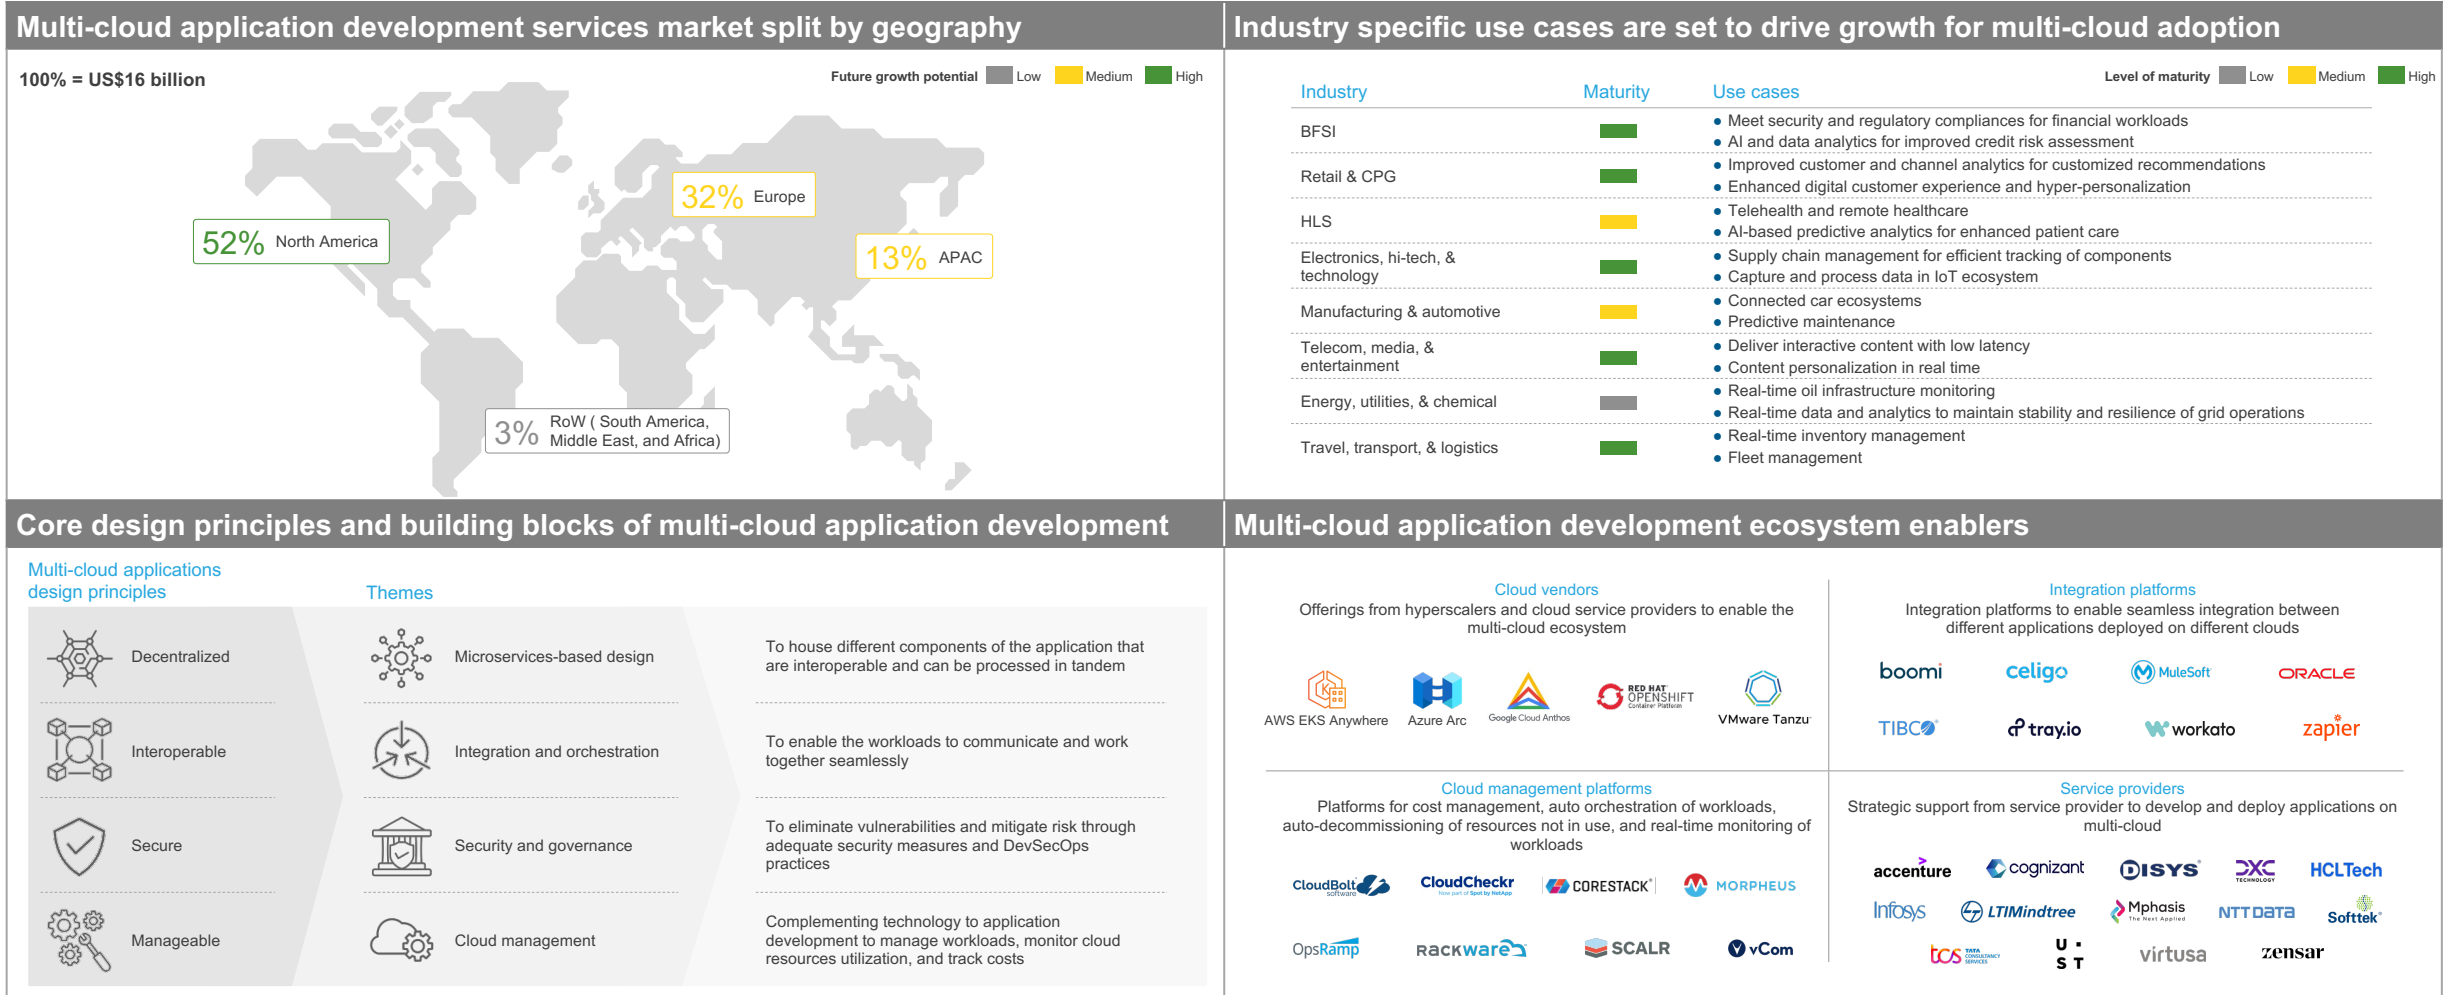 Multi-cloud application development services market split by geography
100% = US$16 billion
Future growth potential Low Medium High
32% Europe
52% North America
13% APAC
3% RoW ( South America,
Middle East, and Africa)
Industry specific use cases are set to drive growth for multi-cloud adoption
Level of maturity Low Medium High
Industry Maturity Use cases
BFSI
● Meet security and regulatory compliances for financial workloads
● AI and data analytics for improved credit risk assessment
Retail & CPG
● Improved customer and channel analytics for customized recommendations
● Enhanced digital customer experience and hyper-personalization
HLS
● Telehealth and remote healthcare
● AI-based predictive analytics for enhanced patient care
Electronics, hi-tech, &
technology
● Supply chain management for efficient tracking of components
● Capture and process data in IoT ecosystem
Manufacturing & automotive
● Connected car ecosystems
● Predictive maintenance
Telecom, media, &
entertainment
● Deliver interactive content with low latency
● Content personalization in real time
Energy, utilities, & chemical
● Real-time oil infrastructure monitoring
● Real-time data and analytics to maintain stability and resilience of grid operations
Travel, transport, & logistics
● Real-time inventory management
● Fleet management
Core design principles and building blocks of multi-cloud application development
Multi-cloud applications
design principles
Themes
Decentralized
Microservices-based design
To house different components of the application that
are interoperable and can be processed in tandem
Interoperable
Integration and orchestration
To enable the workloads to communicate and work
together seamlessly
Secure
Security and governance
To eliminate vulnerabilities and mitigate risk through
adequate security measures and DevSecOps
practices
Manageable
Cloud management
Complementing technology to application
development to manage workloads, monitor cloud
resources utilization, and track costs
Multi-cloud application development ecosystem enablers
Cloud vendors
Offerings from hyperscalers and cloud service providers to enable the
multi-cloud ecosystem
K
AWS EKS Anywhere
Azure Arc
Google Cloud Anthos
RED HAT
OPENSHIFT
Container Platform
VMware Tanzu
Integration platforms
Integration platforms to enable seamless integration between
different applications deployed on different clouds
boomi
celigo
MuleSoft
ORACLE
TIBCO
tray.io
workato
zapier
Cloud management platforms
Platforms for cost management, auto orchestration of workloads,
auto-decommissioning of resources not in use, and real-time monitoring of
workloads
CloudBolt
software
CloudCheckr
Now part of Spot by NetApp
CORESTACK
MORPHEUS
OpsRamp
RACKWARE
SCALR
vCom
Service providers
Strategic support from service provider to develop and deploy applications on
multi-cloud
accenture
cognizant
DISYS
DXC
TECHNOLOGY
HCLTech
Infosys
LTIMindtree
Mphasis
The Next Applied
NTT DATA
Softtek
tcs TATA
CONSULTANCY
SERVICES
U
ST
virtusa
zensar